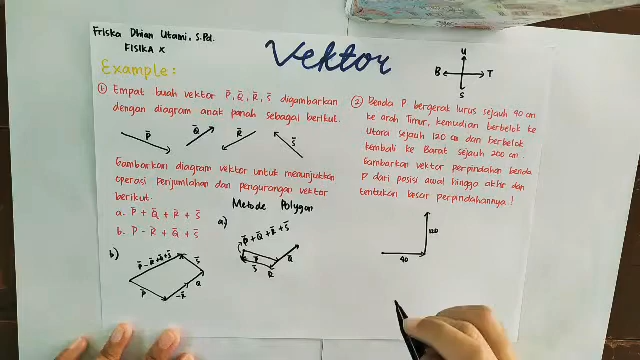 Friska Dhian Utami, S.Pd.
FISIKA X
Vektor
U
B T
S
Example:
① Empat buah vektor P̄, Q̄, R̄, S̄ digambarkan
dengan diagram anak panah sebagai berikut.
P̄ Q̄ R̄ S̄
Gambarkan diagram vektor untuk menunjukkan
operasi penjumlahan dan pengurangan vektor
berikut.
a. P̄ + Q̄ + R̄ + S̄
b. P̄ - R̄ + Q̄ + S̄
Metode Polygon
a)
P̄ + Q̄ + R̄ + S̄
P̄ Q̄
S̄ R̄
b)
P̄ - R̄ + Q̄ + S̄
S̄
Q̄
P̄ -R̄
② Benda P bergerak lurus sejauh 40 cm
ke arah Timur, kemudian berbelok ke
Utara sejauh 120 cm dan berbelok
kembali ke Barat sejauh 200 cm.
Gambarkan vektor perpindahan benda
P dari posisi awal hingga akhir dan
tentukan besar perpindahannya!
120
40